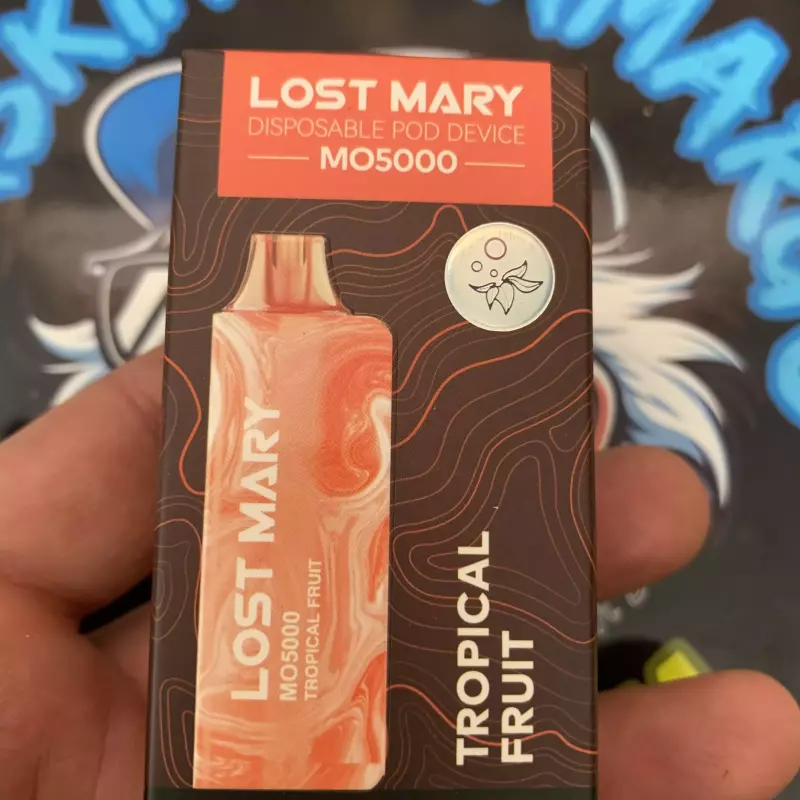 LOST MARY
DISPOSABLE POD DEVICE
MO5000
LOST MARY
MO5000
TROPICAL FRUIT
TROPICAL
FRUIT